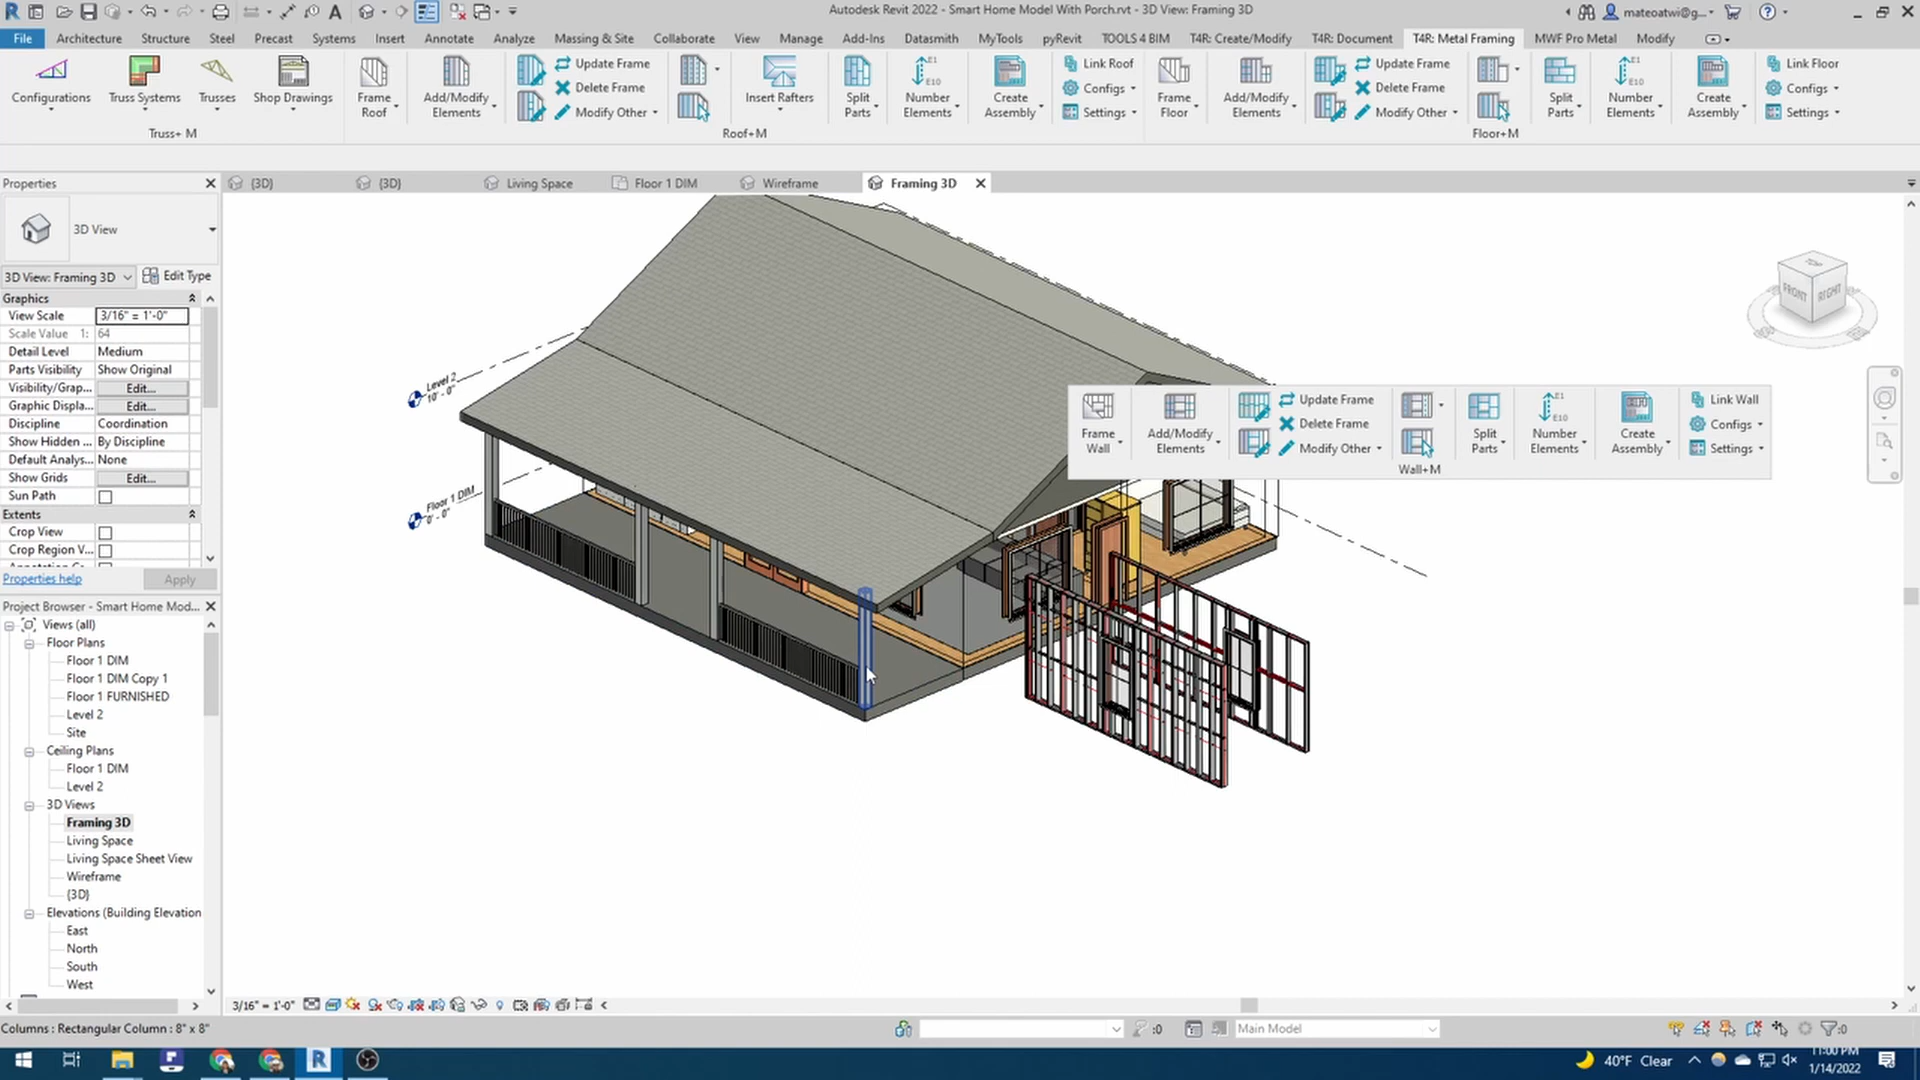 Autodesk Revit 2022 - Smart Home Model With Porch.rvt - 3D View: Framing 3D
mateoatwi@g...
File Architecture Structure Steel Precast Systems Insert Annotate Analyze Massing & Site Collaborate View Manage Add-Ins Datasmith MyTools pyRevit TOOLS 4 BIM T4R: Create/Modify T4R: Document T4R: Metal Framing MWF Pro Metal Modify
Configurations
Truss Systems
Trusses
Shop Drawings
Truss+ M
Frame
Roof
Add/Modify
Elements
Update Frame
Delete Frame
Modify Other
Insert Rafters
Split
Parts
E1
E10
Number
Elements
Create
Assembly
Link Roof
Configs
Settings
Roof+M
Frame
Floor
Add/Modify
Elements
Update Frame
Delete Frame
Modify Other
Split
Parts
E1
E10
Number
Elements
Create
Assembly
Link Floor
Configs
Settings
Floor+M
Properties
{3D} {3D} Living Space Floor 1 DIM Wireframe Framing 3D
3D View
3D View: Framing 3D Edit Type
Graphics
View Scale 3/16" = 1'-0"
Scale Value 1: 64
Detail Level Medium
Parts Visibility Show Original
Visibility/Grap... Edit...
Graphic Displa... Edit...
Discipline Coordination
Show Hidden ... By Discipline
Default Analys... None
Show Grids Edit...
Sun Path
Extents
Crop View
Crop Region V...
Properties help Apply
Project Browser - Smart Home Mod...
Views (all)
Floor Plans
Floor 1 DIM
Floor 1 DIM Copy 1
Floor 1 FURNISHED
Level 2
Site
Ceiling Plans
Floor 1 DIM
Level 2
3D Views
Framing 3D
Living Space
Living Space Sheet View
Wireframe
{3D}
Elevations (Building Elevation
East
North
South
West
Level 2
10' - 0"
Floor 1 DIM
0' - 0"
TOP
FRONT
RIGHT
Frame
Wall
Add/Modify
Elements
Update Frame
Delete Frame
Modify Other
Split
Parts
E1
E10
Number
Elements
Create
Assembly
Link Wall
Configs
Settings
Wall+M
3/16" = 1'-0"
Columns : Rectangular Column : 8" x 8"
:0
Main Model
:0
40°F Clear
11:00 PM
1/14/2022